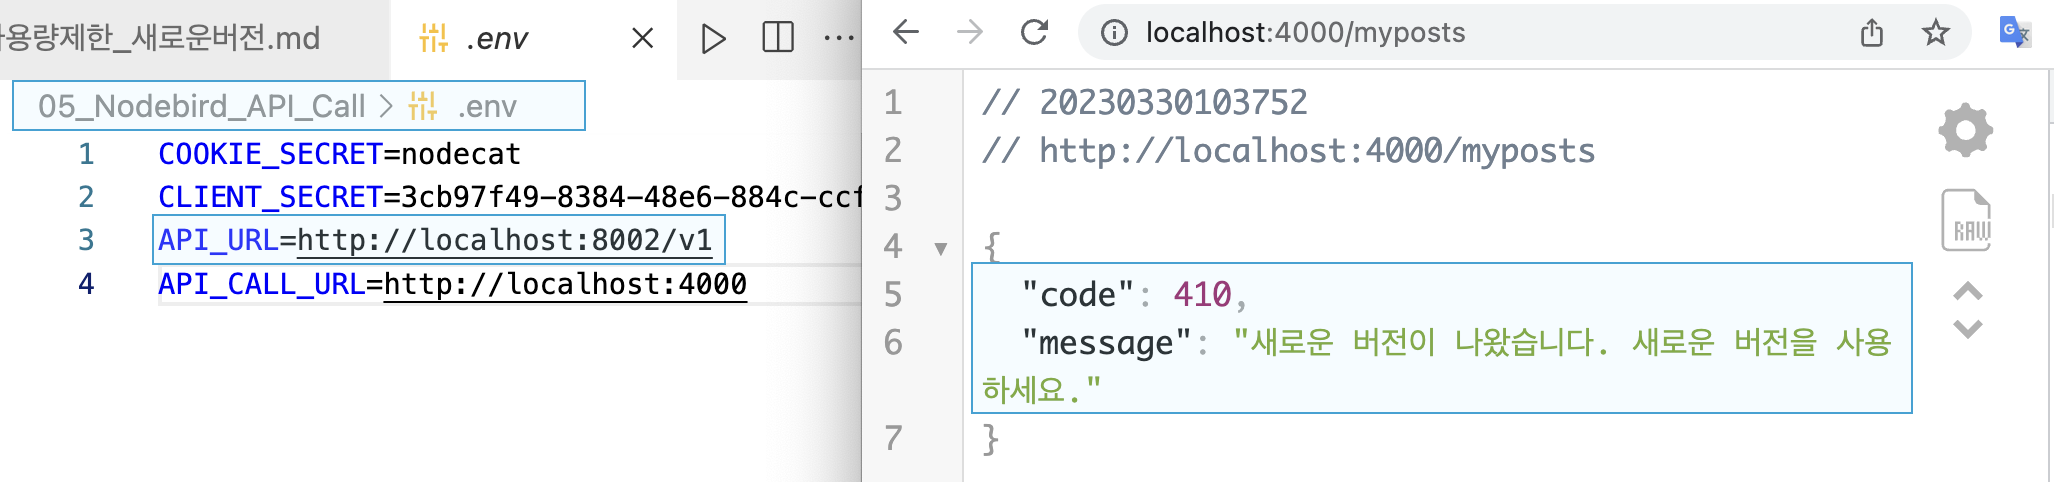 용량제한_새로운버전.md
.env
05_Nodebird_API_Call > .env
1 COOKIE_SECRET=nodecat
2 CLIENT_SECRET=3cb97f49-8384-48e6-884c-ccf
3 API_URL=http://localhost:8002/v1
4 API_CALL_URL=http://localhost:4000
localhost:4000/myposts
1 // 20230330103752
2 // http://localhost:4000/myposts
3
4 {
5 "code": 410,
6 "message": "새로운 버전이 나왔습니다. 새로운 버전을 사용
하세요."
7 }
RAW